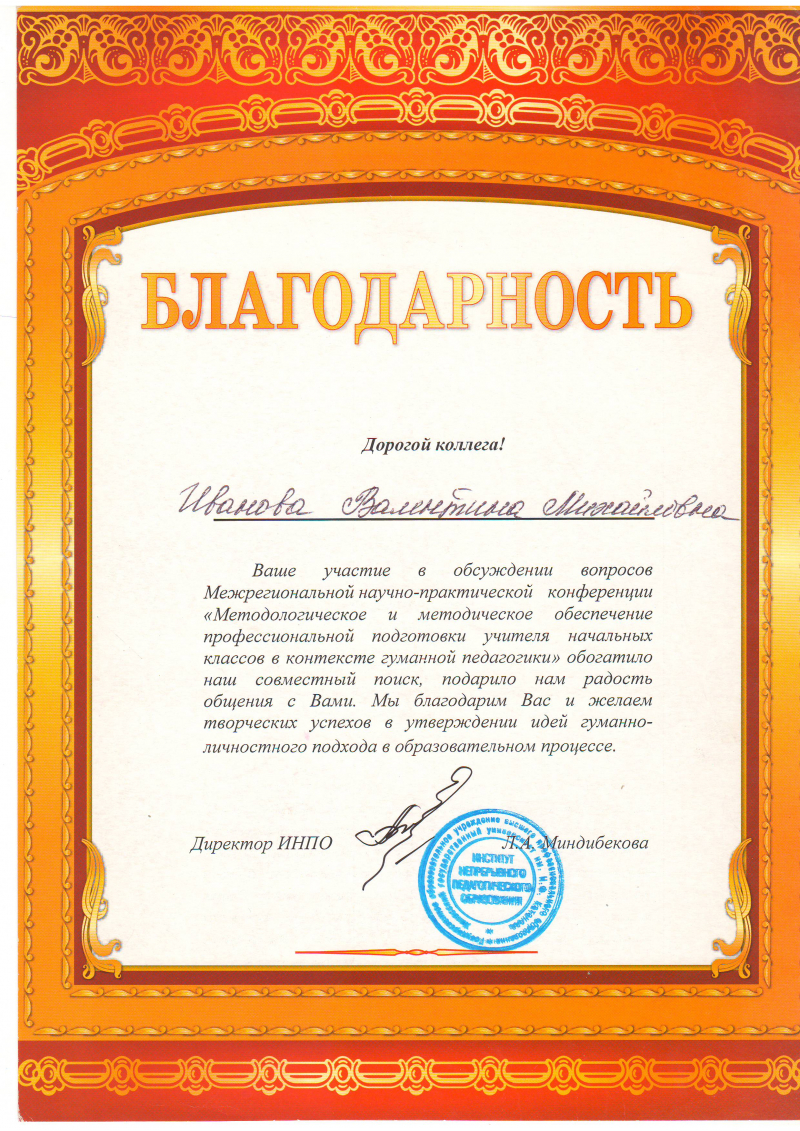 БЛАГОДАРНОСТЬ
Дорогой коллега!
Иванова Валентина Михайловна
Ваше участие в обсуждении вопросов
Межрегиональной научно-практической конференции
«Методологическое и методическое обеспечение
профессиональной подготовки учителя начальных
классов в контексте гуманной педагогики» обогатило
наш совместный поиск, подарило нам радость
общения с Вами. Мы благодарим Вас и желаем
творческих успехов в утверждении идей гуманно-
личностного подхода в образовательном процессе.
Директор ИНПО Л.А. Миндибекова
ИНСТИТУТ
НЕПРЕРЫВНОГО
ПЕДАГОГИЧЕСКОГО
ОБРАЗОВАНИЯ